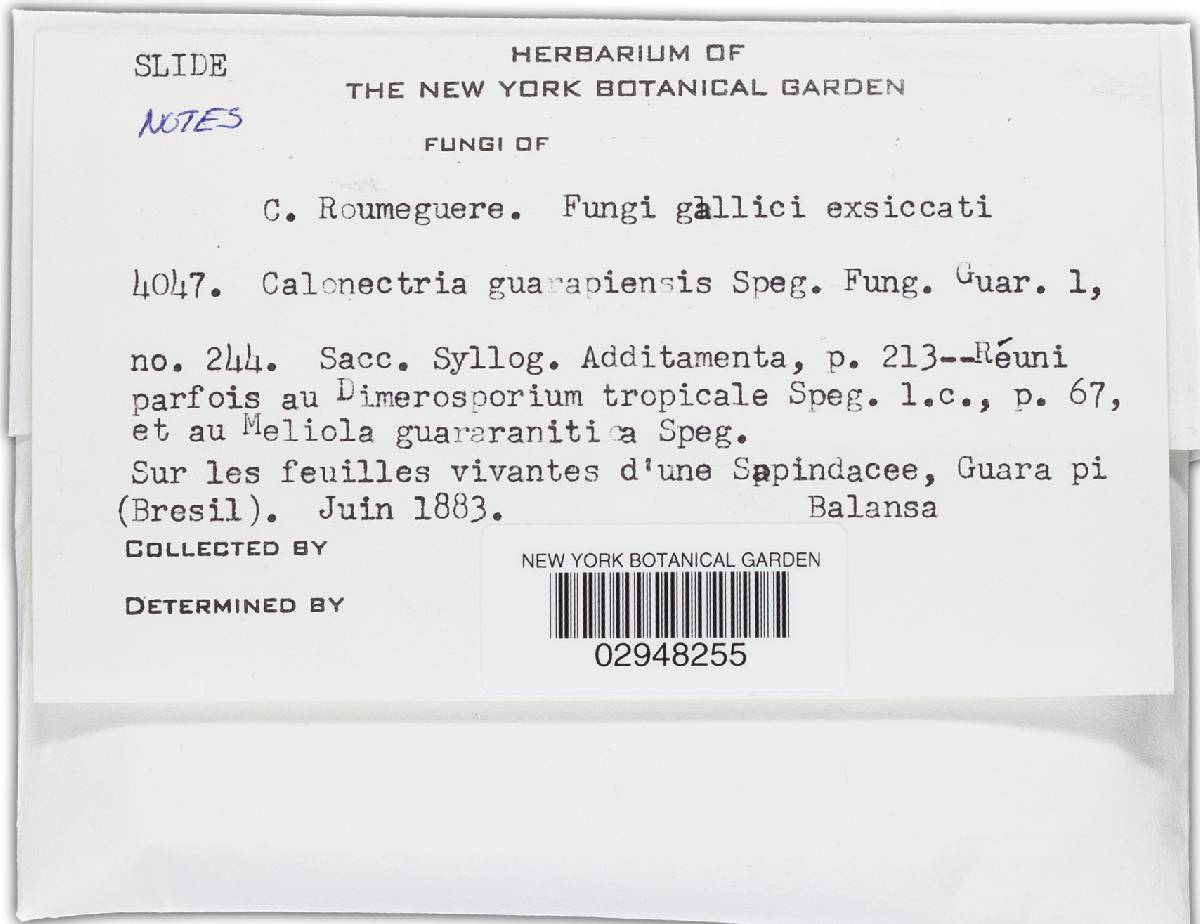 SLIDE
NOTES
HERBARIUM OF
THE NEW YORK BOTANICAL GARDEN
FUNGI OF
C. Roumeguere. Fungi gallici exsiccati
4047. Calonectria guarapiensis Speg. Fung. Guar. 1,
no. 244. Sacc. Syllog. Additamenta, p. 213--Réuni
parfois au Dimerosporium tropicale Speg. l.c., p. 67,
et au Meliola guararanitica Speg.
Sur les feuilles vivantes d'une Sapindacee, Guara pi
(Bresil). Juin 1883. Balansa
COLLECTED BY
DETERMINED BY
NEW YORK BOTANICAL GARDEN
02948255